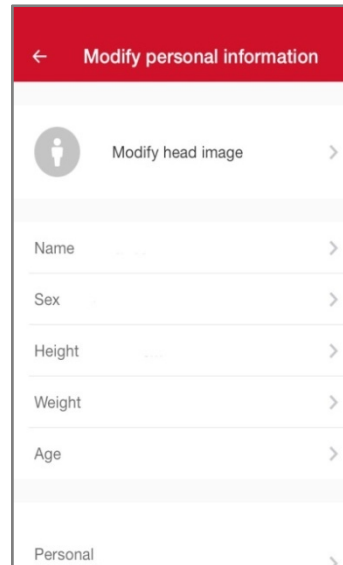 Modify personal information
Modify head image
Name
Sex
Height
Weight
Age
Personal